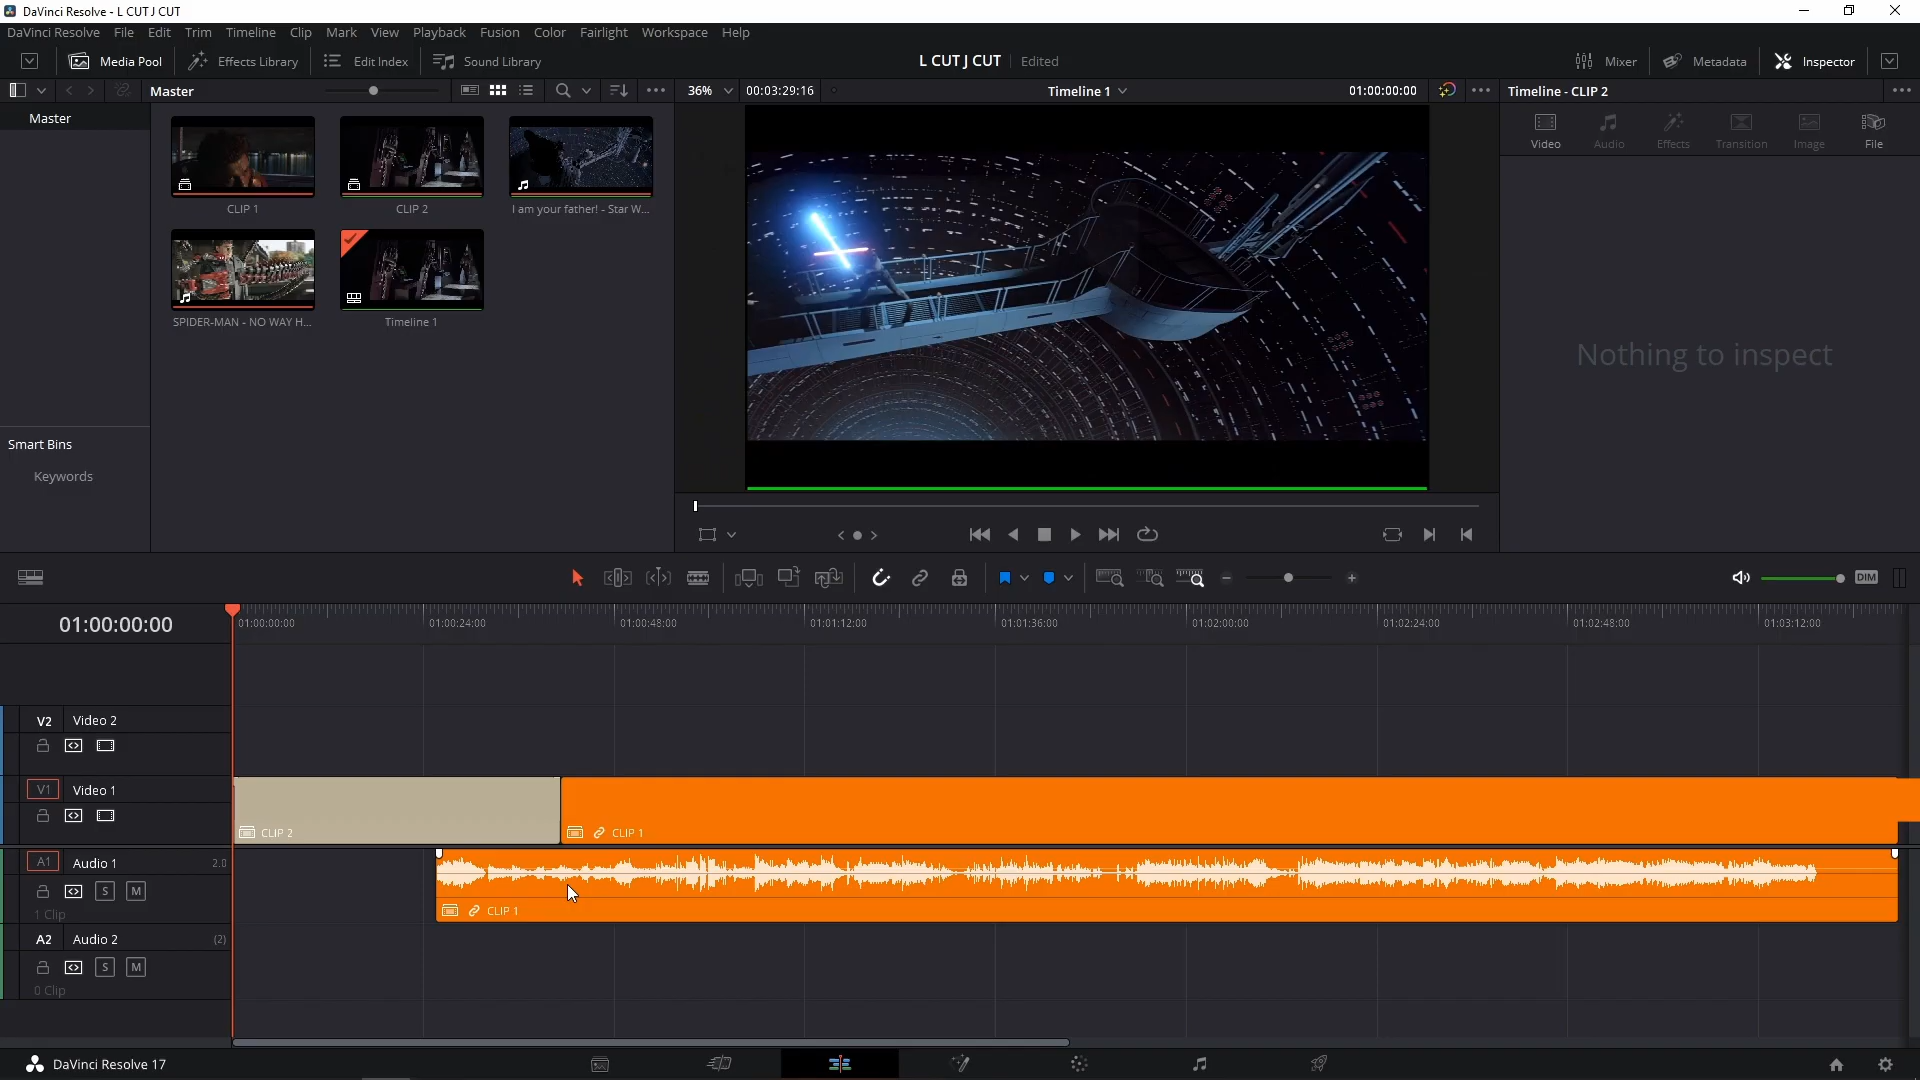 DaVinci Resolve - L CUT J CUT
DaVinci Resolve File Edit Trim Timeline Clip Mark View Playback Fusion Color Fairlight Workspace Help
Media Pool Effects Library Edit Index Sound Library L CUT J CUT Edited Mixer Metadata Inspector
Master 36% 00:03:29:16 Timeline 1 01:00:00:00 Timeline - CLIP 2
Master
Video Audio Effects Transition Image File
CLIP 1 CLIP 2 I am your father! - Star W...
SPIDER-MAN - NO WAY H... Timeline 1
Nothing to inspect
Smart Bins
Keywords
DIM
01:00:00:00 01:00:00:00 01:00:24:00 01:00:48:00 01:01:12:00 01:01:36:00 01:02:00:00 01:02:24:00 01:02:48:00 01:03:12:00
V2 Video 2
V1 Video 1
CLIP 2 CLIP 1
A1 Audio 1 2.0
S M
1 Clip
CLIP 1
A2 Audio 2 (2)
S M
0 Clip
DaVinci Resolve 17